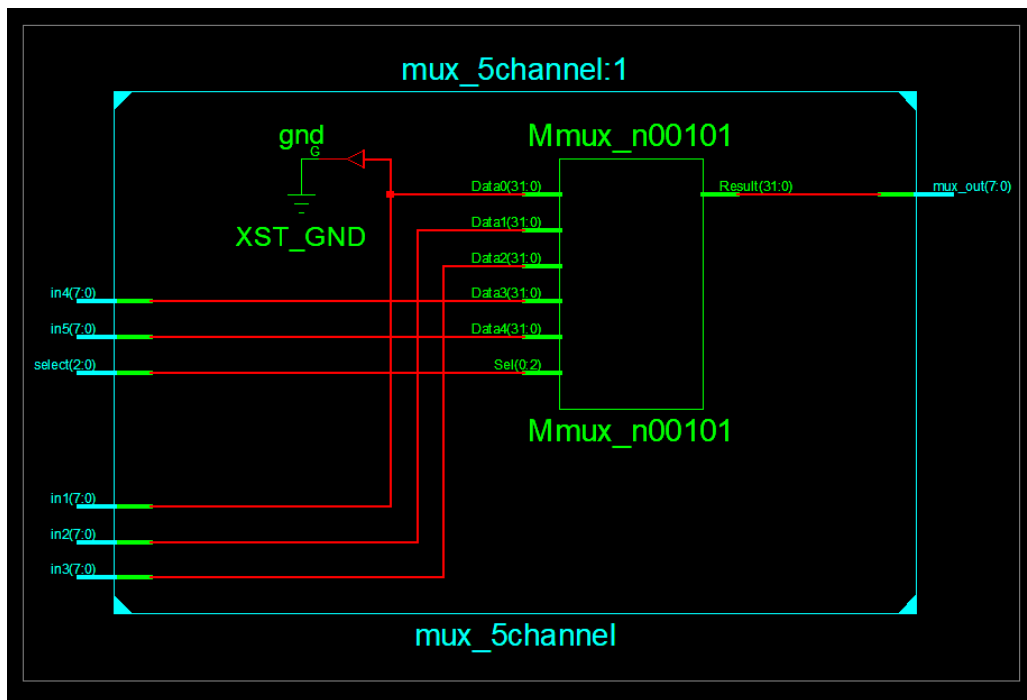 mux_5channel:1
gnd
G
XST_GND
Mmux_n00101
Data0(31:0)
Data1(31:0)
Data2(31:0)
Data3(31:0)
Data4(31:0)
Sel(0:2)
Result(31:0)
mux_out(7:0)
Mmux_n00101
in4(7:0)
in5(7:0)
select(2:0)
in1(7:0)
in2(7:0)
in3(7:0)
mux_5channel